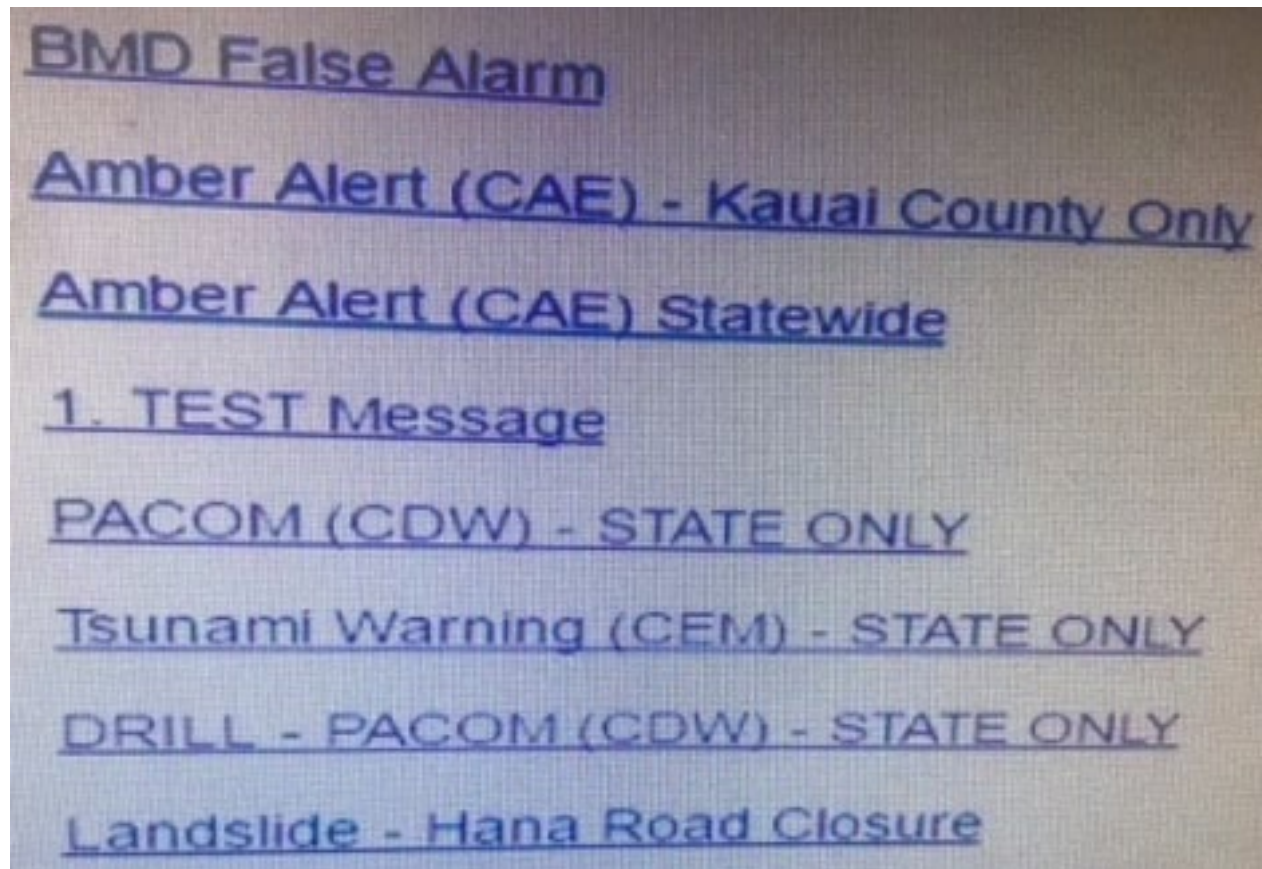 BMD False Alarm
Amber Alert (CAE) - Kauai County Only
Amber Alert (CAE) Statewide
1. TEST Message
PACOM (CDW) - STATE ONLY
Tsunami Warning (CEM) - STATE ONLY
DRILL - PACOM (CDW) - STATE ONLY
Landslide - Hana Road Closure